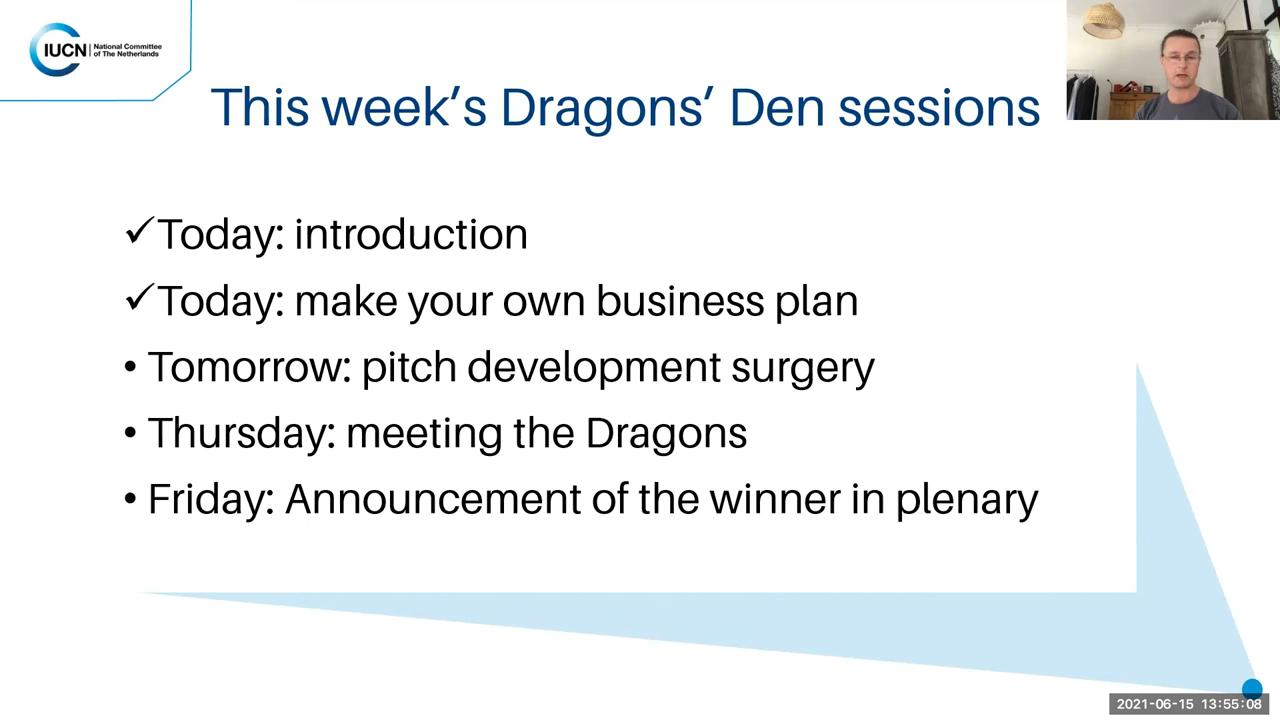 IUCN
National Committee
of The Netherlands
This week’s Dragons’ Den sessions
✓Today: introduction
✓Today: make your own business plan
• Tomorrow: pitch development surgery
• Thursday: meeting the Dragons
• Friday: Announcement of the winner in plenary
2021-06-15 13:55:08